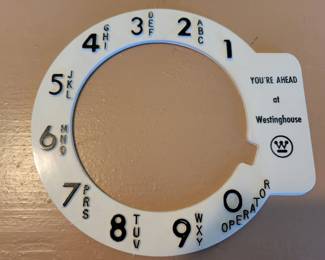 1
ABC
2
DEF
3
GHI
4
JKL
5
MNO
6
PRS
7
TUV
8
WXY
9
OPERATOR
0
YOU'RE AHEAD
at
Westinghouse
W